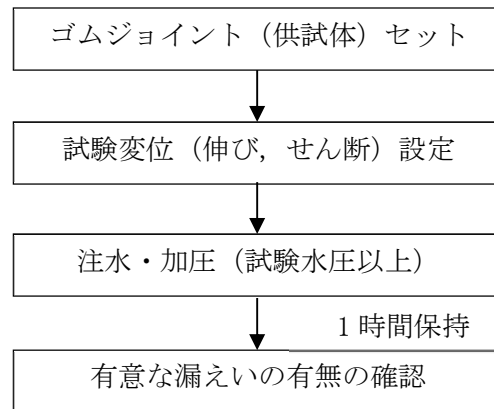 ゴムジョイント（供試体）セット
試験変位（伸び，せん断）設定
注水・加圧（試験水圧以上）
1 時間保持
有意な漏えいの有無の確認